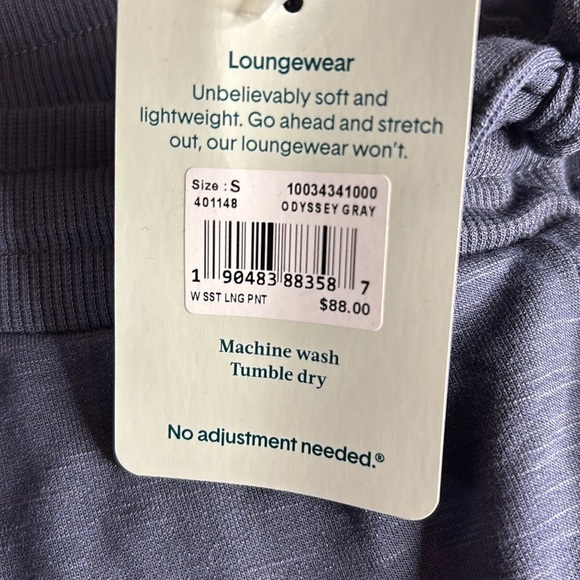 Loungewear
Unbelievably soft and
lightweight. Go ahead and stretch
out, our loungewear won't.
Size : S 10034341000
401148 ODYSSEY GRAY
1 90483 88358 7
W SST LNG PNT $88.00
Machine wash
Tumble dry
No adjustment needed.®